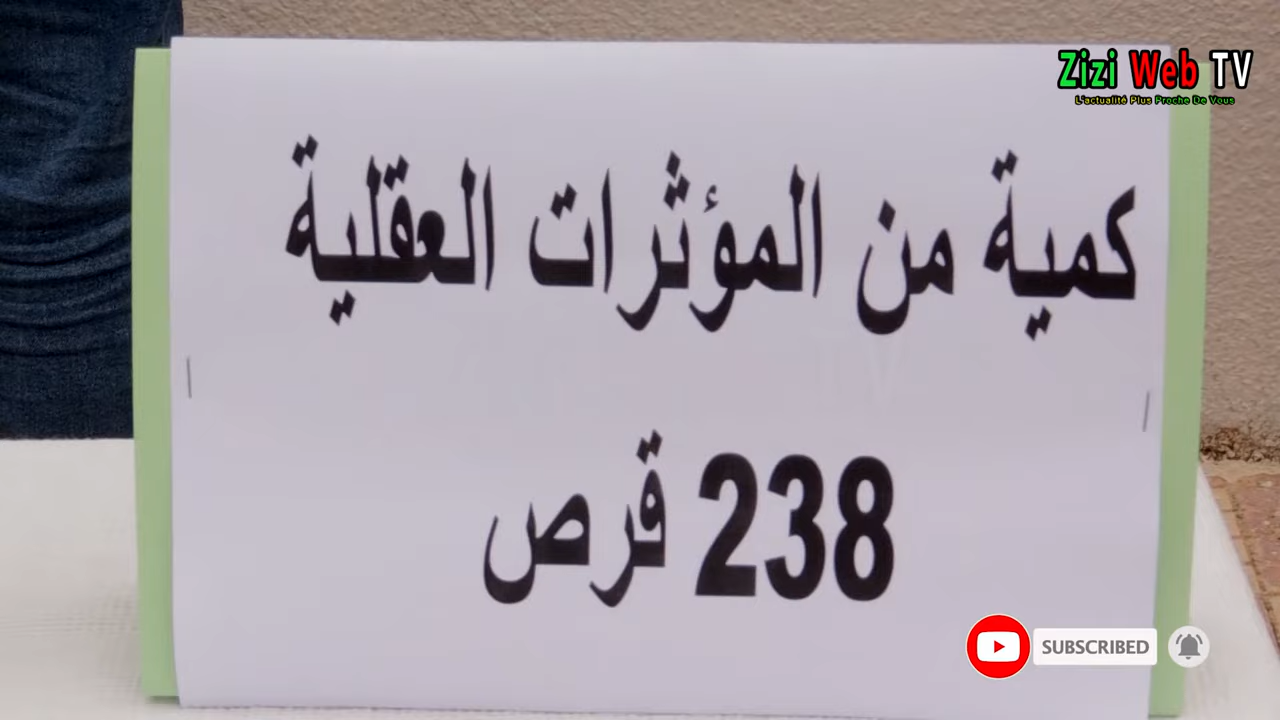 Zizi Web TV
L'actualité Plus Proche De Vous
كمية من المؤثرات العقلية
238 قرص
SUBSCRIBED